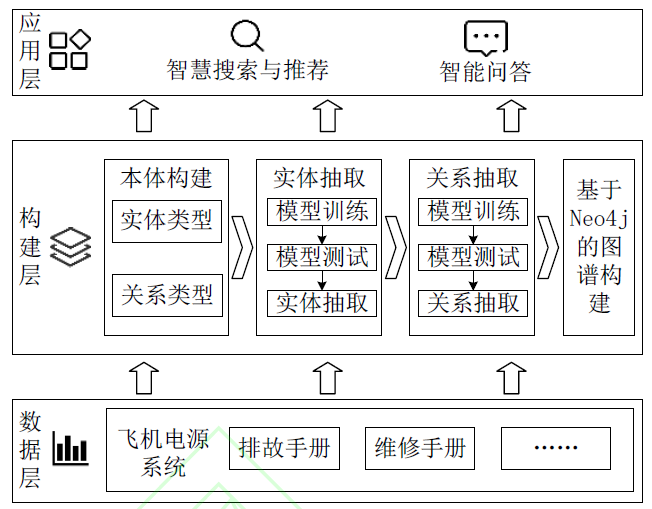 应用层
智慧搜索与推荐
智能问答
构建层
本体构建
实体类型
关系类型
实体抽取
模型训练
模型测试
实体抽取
关系抽取
模型训练
模型测试
关系抽取
基于
Neo4j
的图
谱构
建
数据层
飞机电源
系统
排故手册
维修手册
……